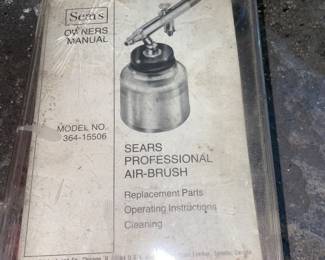 Sears
OWNERS
MANUAL
MODEL NO.
364-15506
SEARS
PROFESSIONAL
AIR-BRUSH
Replacement Parts
Operating Instructions
Cleaning